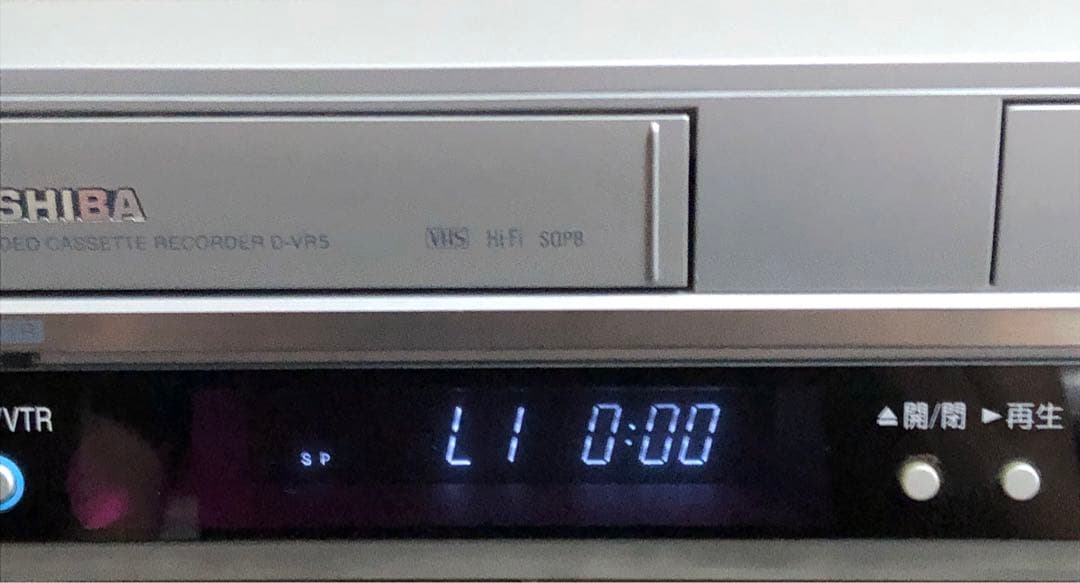 SHIBA
DEO CASSETTE RECORDER D-VR5
VHS Hi-Fi SQPB
/VTR
SP
L1 0:00
▲開/閉 ►再生